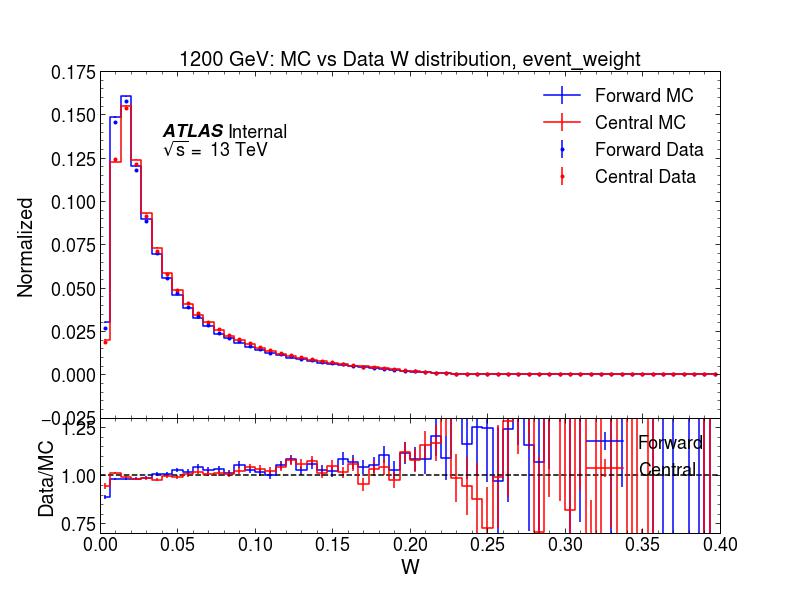 1200 GeV: MC vs Data W distribution, event_weight
0.175
0.150
0.125
0.100
0.075
0.050
0.025
0.000
−0.025
Normalized
ATLAS Internal
√s = 13 TeV
Forward MC
Central MC
Forward Data
Central Data
1.25
1.00
0.75
Data/MC
Forward
Central
0.00 0.05 0.10 0.15 0.20 0.25 0.30 0.35 0.40
W